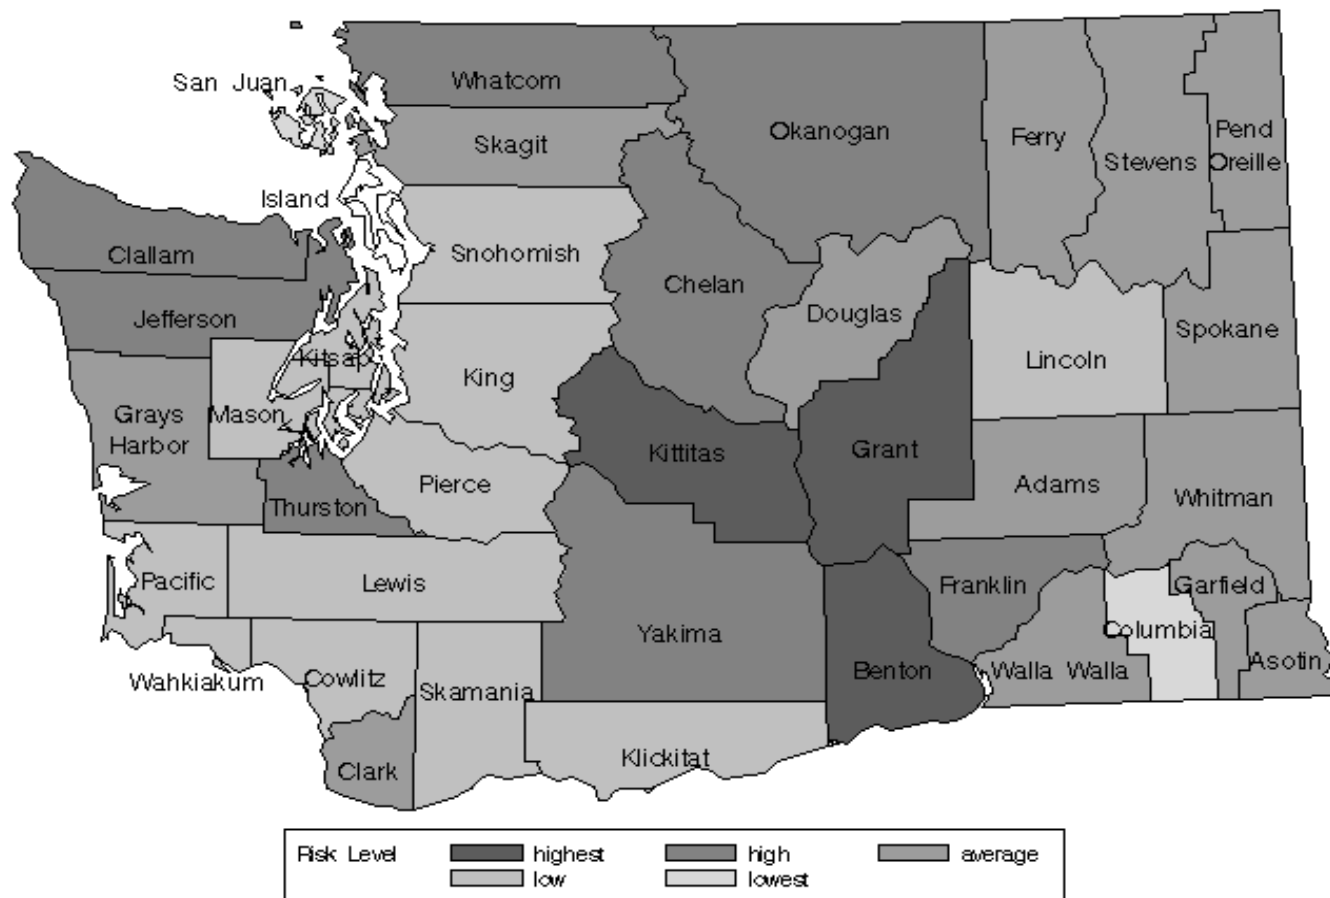 Whatcom
San Juan
Okanogan
Skagit
Ferry
Pend
Oreille
Stevens
Island
Clallam
Snohomish
Chelan
Jefferson
Douglas
Spokane
Kitsap
King
Lincoln
Grays
Harbor
Mason
Kittitas
Grant
Pierce
Adams
Whitman
Thurston
Pacific
Lewis
Franklin
Garfield
Yakima
Columbia
Wahkiakum
Cowlitz
Skamania
Benton
Walla Walla
Asotin
Klickitat
Clark
Risk Level highest high average
low lowest